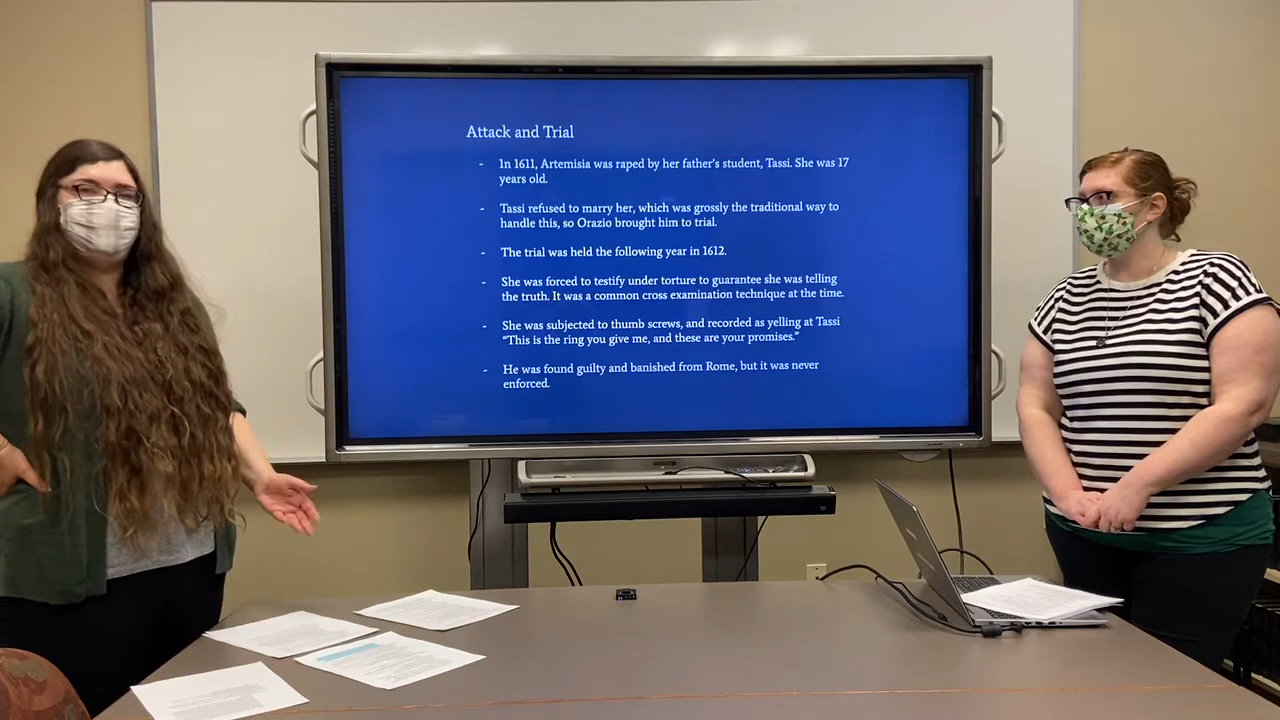 Attack and Trial
- In 1611, Artemisia was raped by her father's student, Tassi. She was 17
years old.
- Tassi refused to marry her, which was grossly the traditional way to
handle this, so Orazio brought him to trial.
- The trial was held the following year in 1612.
- She was forced to testify under torture to guarantee she was telling
the truth. It was a common cross examination technique at the time.
- She was subjected to thumb screws, and recorded as yelling at Tassi
"This is the ring you give me, and these are your promises."
- He was found guilty and banished from Rome, but it was never
enforced.